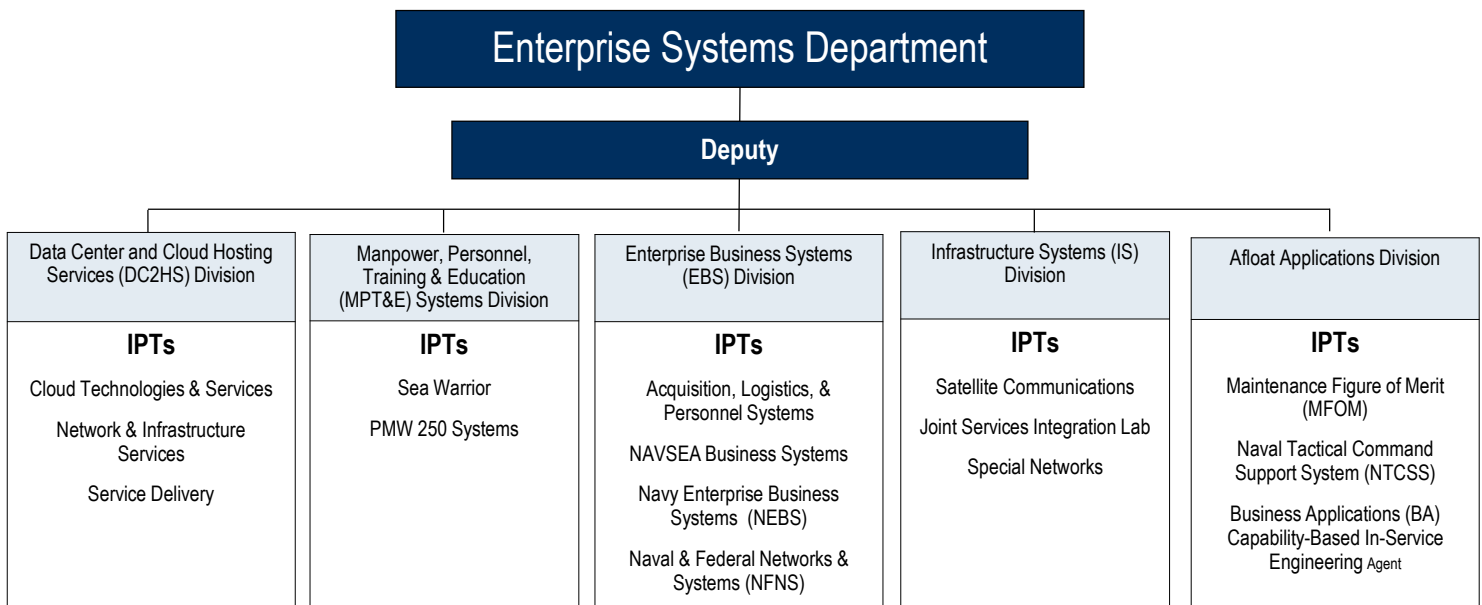 Enterprise Systems Department
Deputy
Data Center and Cloud Hosting
Services (DC2HS) Division
IPTs
Cloud Technologies & Services
Network & Infrastructure
Services
Service Delivery
Manpower, Personnel,
Training & Education
(MPT&E) Systems Division
IPTs
Sea Warrior
PMW 250 Systems
Enterprise Business Systems
(EBS) Division
IPTs
Acquisition, Logistics, &
Personnel Systems
NAVSEA Business Systems
Navy Enterprise Business
Systems (NEBS)
Naval & Federal Networks &
Systems (NFNS)
Infrastructure Systems (IS)
Division
IPTs
Satellite Communications
Joint Services Integration Lab
Special Networks
Afloat Applications Division
IPTs
Maintenance Figure of Merit
(MFOM)
Naval Tactical Command
Support System (NTCSS)
Business Applications (BA)
Capability-Based In-Service
Engineering Agent